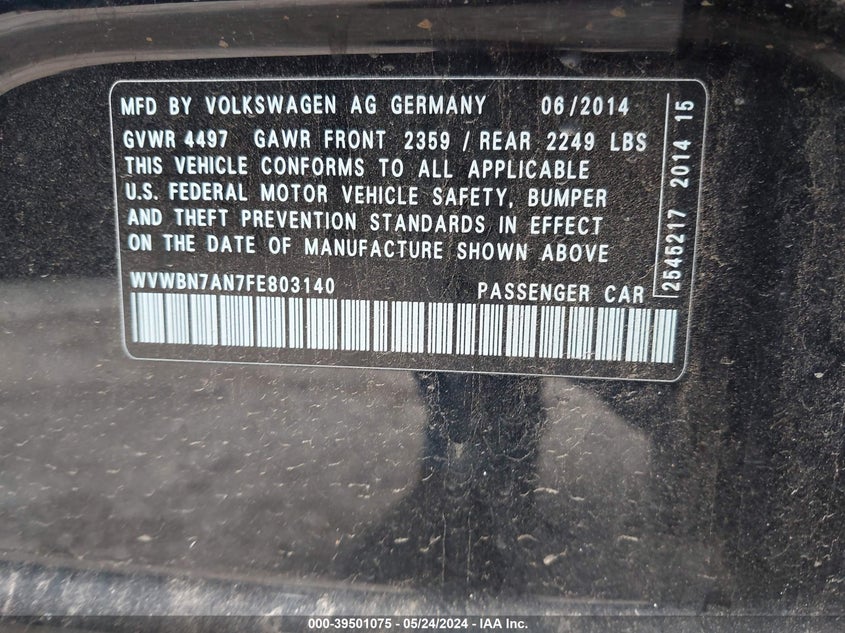 MFD BY VOLKSWAGEN AG GERMANY 06/2014
GVWR 4497 GAWR FRONT 2359 / REAR 2249 LBS
THIS VEHICLE CONFORMS TO ALL APPLICABLE
U.S. FEDERAL MOTOR VEHICLE SAFETY, BUMPER
AND THEFT PREVENTION STANDARDS IN EFFECT
ON THE DATE OF MANUFACTURE SHOWN ABOVE
WVWBN7AN7FE803140 PASSENGER CAR
2545217 2014 15
000-39501075 - 05/24/2024 - IAA Inc.